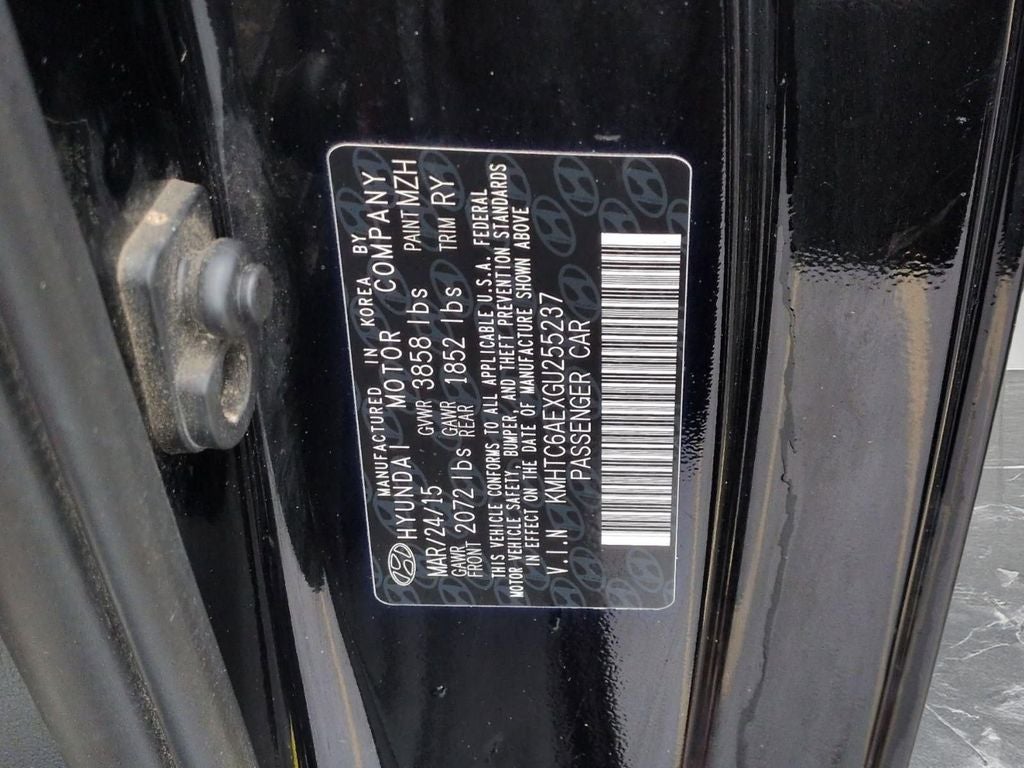 MANUFACTURED IN KOREA BY
HYUNDAI MOTOR COMPANY
MAR/24/15 GVWR 3858 lbs PAINT MZH
GAWR FRONT 2072 lbs GAWR REAR 1852 lbs TRIM RY
THIS VEHICLE CONFORMS TO ALL APPLICABLE U.S.A. FEDERAL
MOTOR VEHICLE SAFETY, BUMPER, AND THEFT PREVENTION STANDARDS
IN EFFECT ON THE DATE OF MANUFACTURE SHOWN ABOVE
V.I.N KMHTC6AEXGU255237
PASSENGER CAR